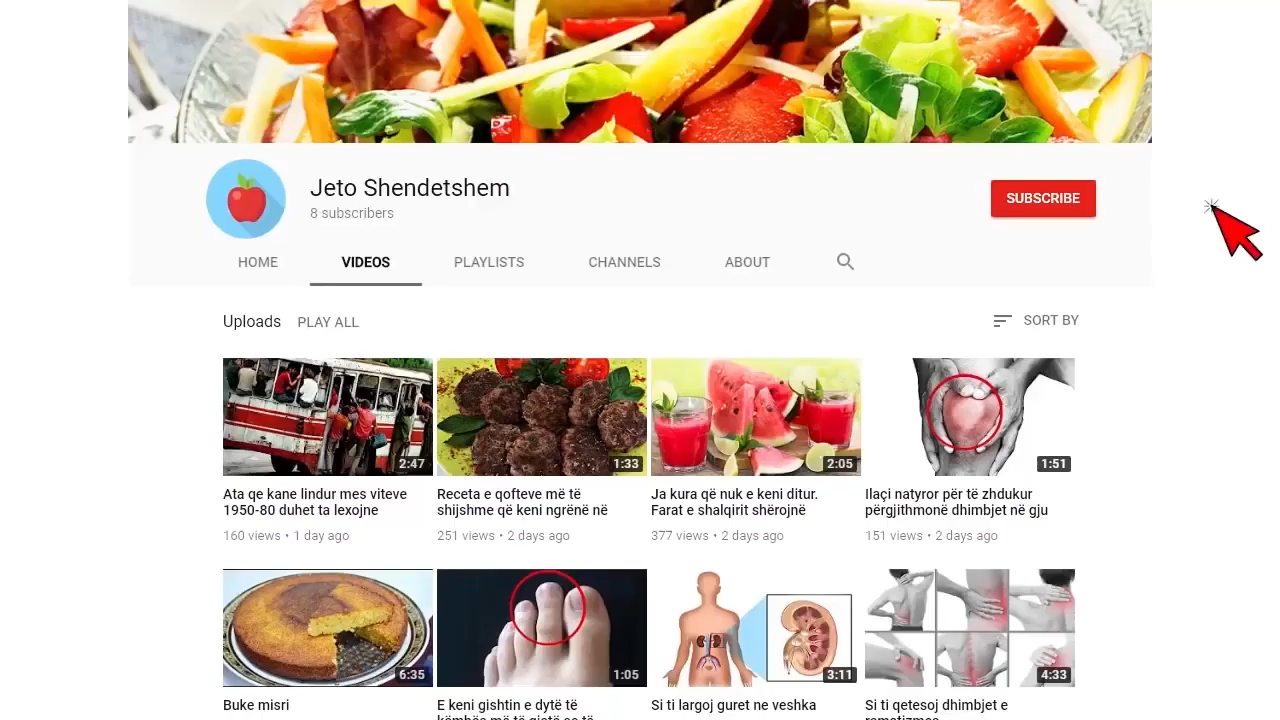 Jeto Shendetshem
8 subscribers
SUBSCRIBE
HOME VIDEOS PLAYLISTS CHANNELS ABOUT
Uploads PLAY ALL SORT BY
2:47 1:33 2:05 1:51
Ata qe kane lindur mes viteve
1950-80 duhet ta lexojne
160 views • 1 day ago
Receta e qofteve më të
shijshme që keni ngrënë në
251 views • 2 days ago
Ja kura që nuk e keni ditur.
Farat e shalqirit shërojnë
377 views • 2 days ago
Ilaçi natyror për të zhdukur
përgjithmonë dhimbjet në gju
151 views • 2 days ago
6:35 1:05 3:11 4:33
Buke misri
E keni gishtin e dytë të
Si ti largoj guret ne veshka
Si ti qetesoj dhimbjet e